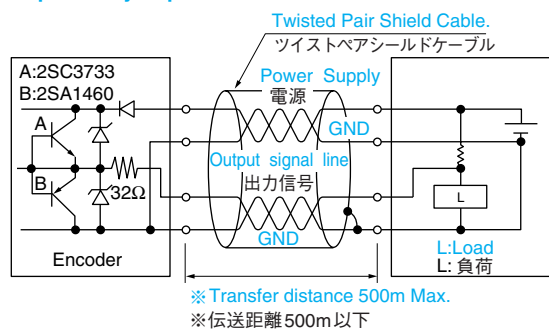 Twisted Pair Shield Cable.
ツイストペアシールドケーブル
A:2SC3733
B:2SA1460
Power Supply
電源
A
GND
Output signal line
出力信号
B
32Ω
L
GND
Encoder
L:Load
L: 負荷
※ Transfer distance 500m Max.
※伝送距離500m以下